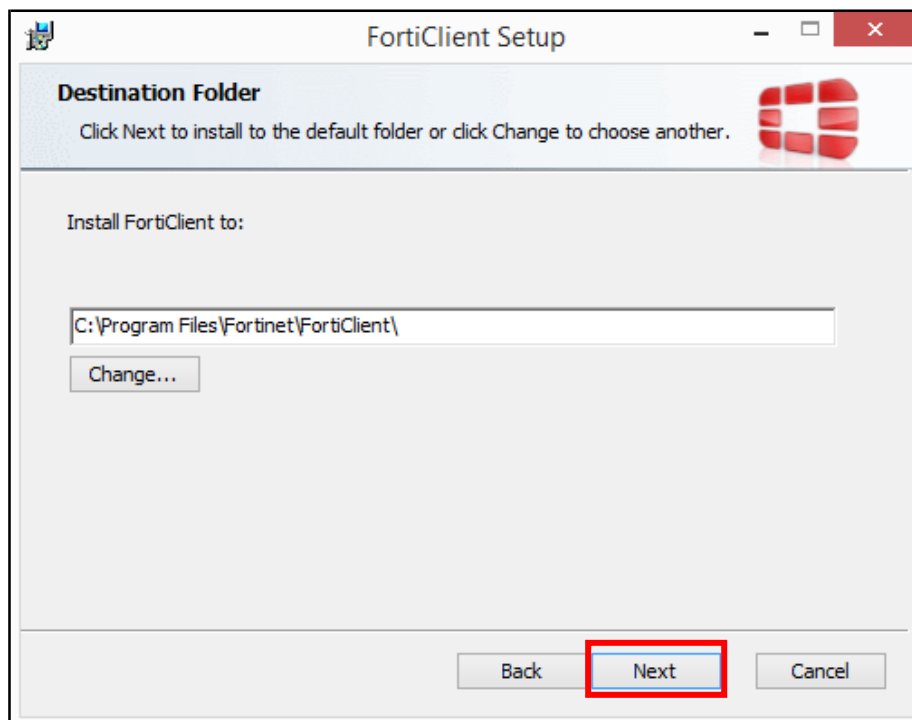 FortiClient Setup
Destination Folder
Click Next to install to the default folder or click Change to choose another.
Install FortiClient to:
C:\Program Files\Fortinet\FortiClient\
Change...
Back Next Cancel